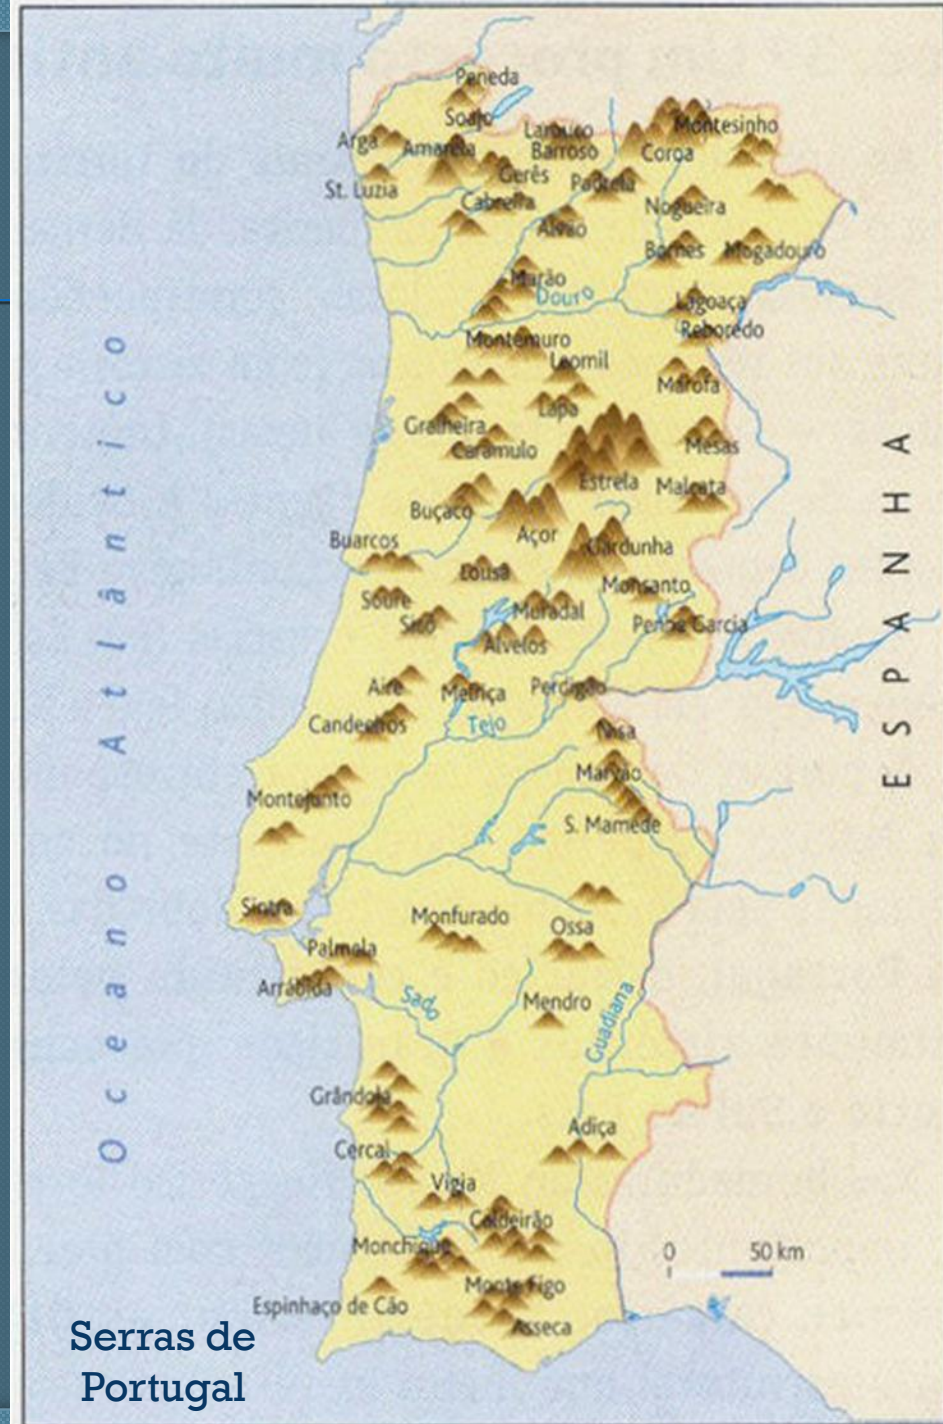 Peneda
Soajo
Arga
Amarela
Larouco
Barroso
Montesinho
Coroa
Gerês
St. Luzia
Padrela
Cabreira
Nogueira
Alvão
Bornes
Mogadouro
Marão
Douro
Lagoaça
Reboredo
Montemuro
Leomil
Marofa
Lapa
Gralheira
Caramulo
Mesas
Estrela
Malcata
Buçaco
Açor
Buarcos
Gardunha
Lousã
Monsanto
Soure
Muradal
Sicó
Penha Garcia
Alvelos
Aire
Melriça
Perdigão
Candeeiros
Tejo
Nisa
Marvão
Montejunto
S. Mamede
Sintra
Monfurado
Ossa
Palmela
Arrábida
Sado
Mendro
Guadiana
Grândola
Adiça
Cercal
Vigia
Caldeirão
Monchique
Monte Figo
Espinhaço de Cão
Asseca
Oceano Atlântico
ESPANHA
0 50 km
Serras de
Portugal